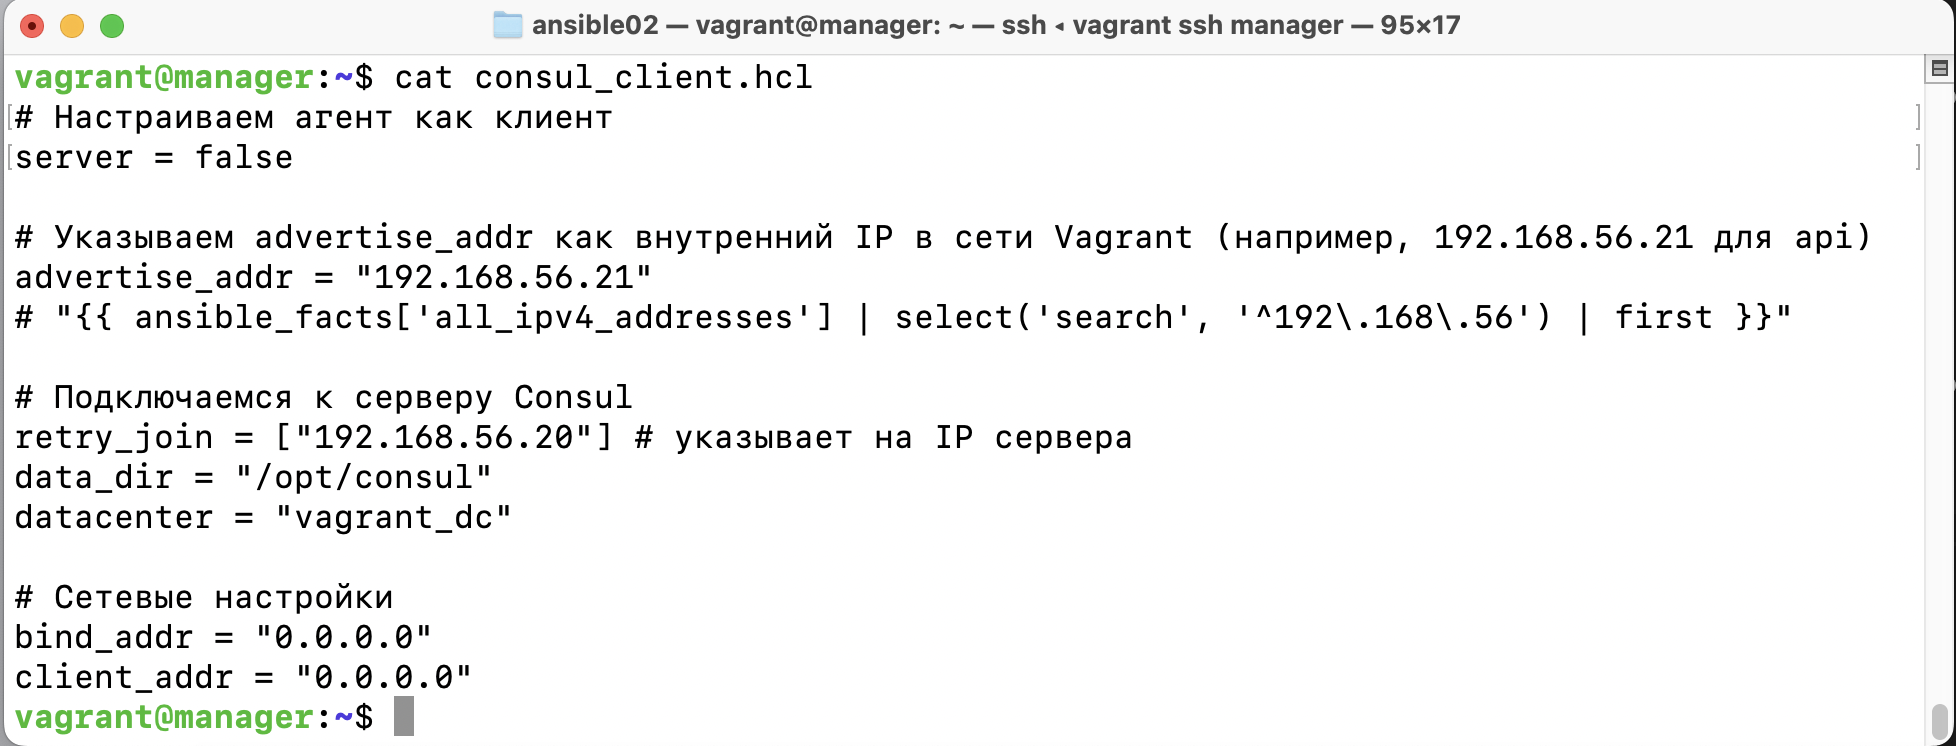 ansible02 — vagrant@manager: ~ — ssh ◂ vagrant ssh manager — 95×17
vagrant@manager:~$ cat consul_client.hcl
# Настраиваем агент как клиент
server = false
# Указываем advertise_addr как внутренний IP в сети Vagrant (например, 192.168.56.21 для api)
advertise_addr = "192.168.56.21"
# "{{ ansible_facts['all_ipv4_addresses'] | select('search', '^192\.168\.56') | first }}"
# Подключаемся к серверу Consul
retry_join = ["192.168.56.20"] # указывает на IP сервера
data_dir = "/opt/consul"
datacenter = "vagrant_dc"
# Сетевые настройки
bind_addr = "0.0.0.0"
client_addr = "0.0.0.0"
vagrant@manager:~$